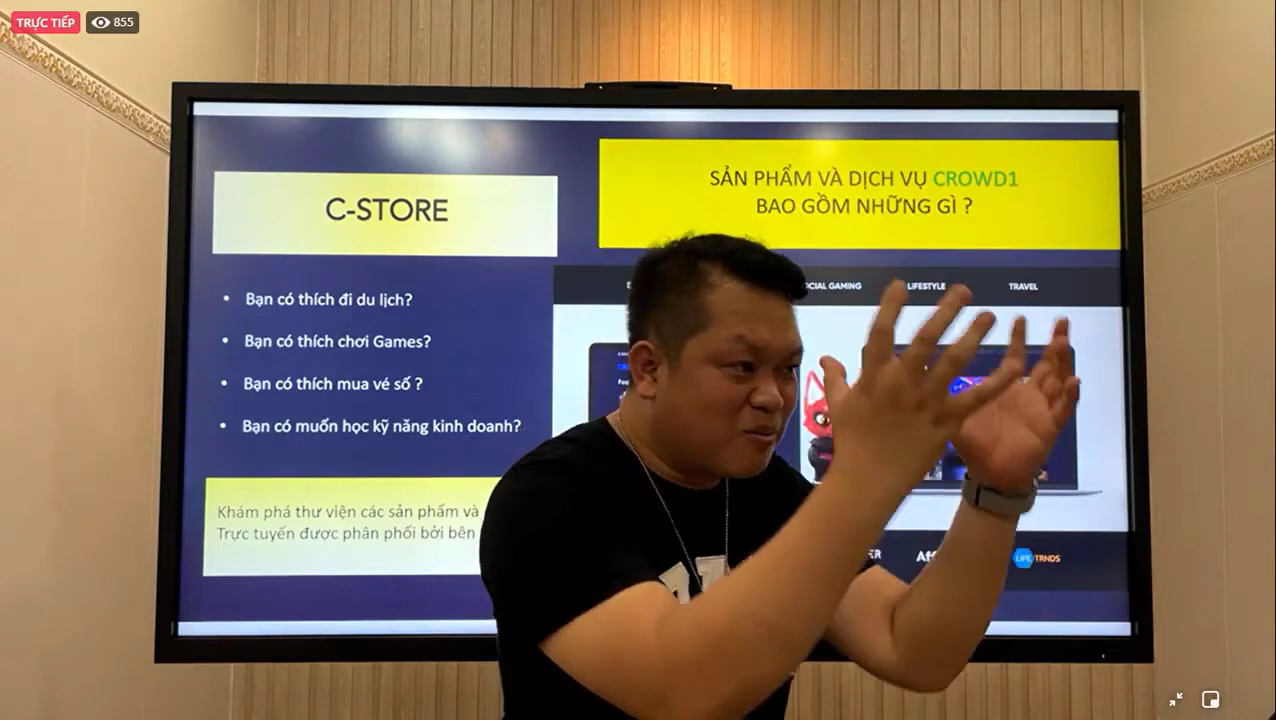 TRỰC TIẾP
855
C-STORE
SẢN PHẨM VÀ DỊCH VỤ CROWD1
BAO GỒM NHỮNG GÌ ?
LIFESTYLE
TRAVEL
GAMING
Bạn có thích đi du lịch?
Bạn có thích chơi Games?
Bạn có thích mua vé số ?
Bạn có muốn học kỹ năng kinh doanh?
Khám phá thư viện các sản phẩm và
Trực tuyến được phân phối bởi bên
LIFE TRNDS